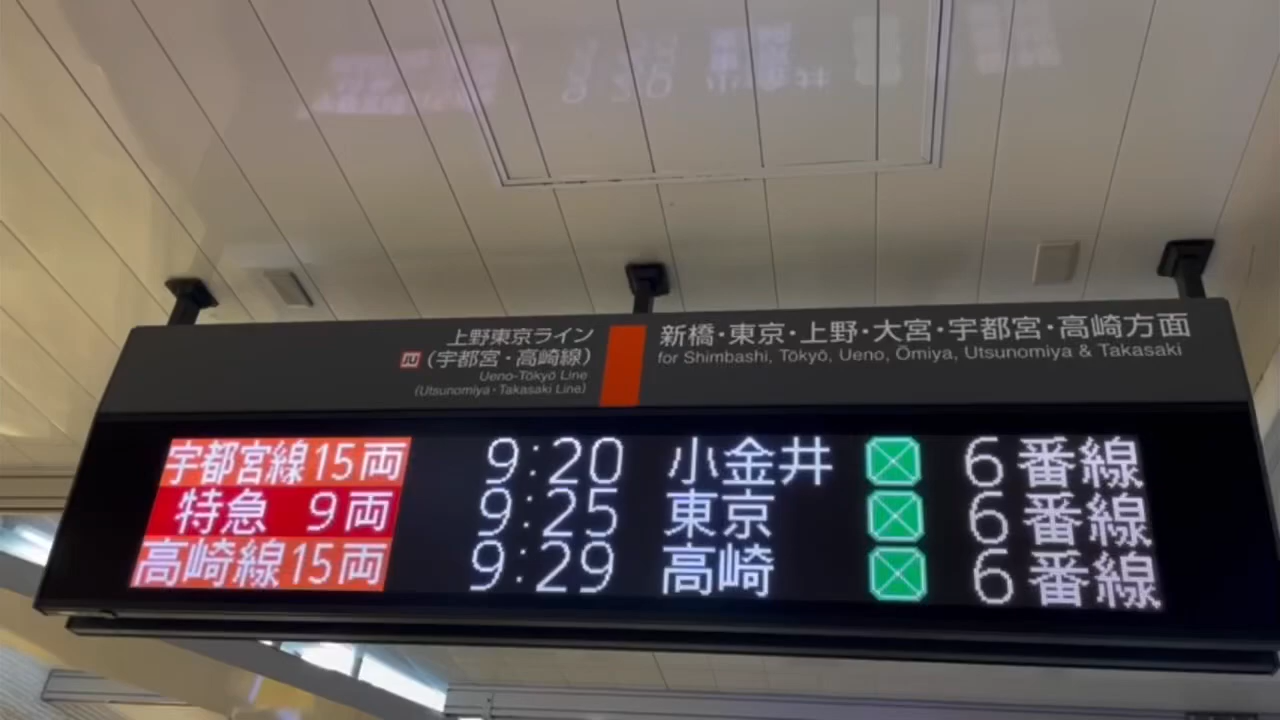 上野東京ライン
JU (宇都宮・高崎線)
Ueno-Tōkyō Line
(Utsunomiya・Takasaki Line)
新橋・東京・上野・大宮・宇都宮・高崎方面
for Shimbashi, Tōkyō, Ueno, Ōmiya, Utsunomiya & Takasaki
宇都宮線15両 9:20 小金井 6番線
特急 9両 9:25 東京 6番線
高崎線15両 9:29 高崎 6番線